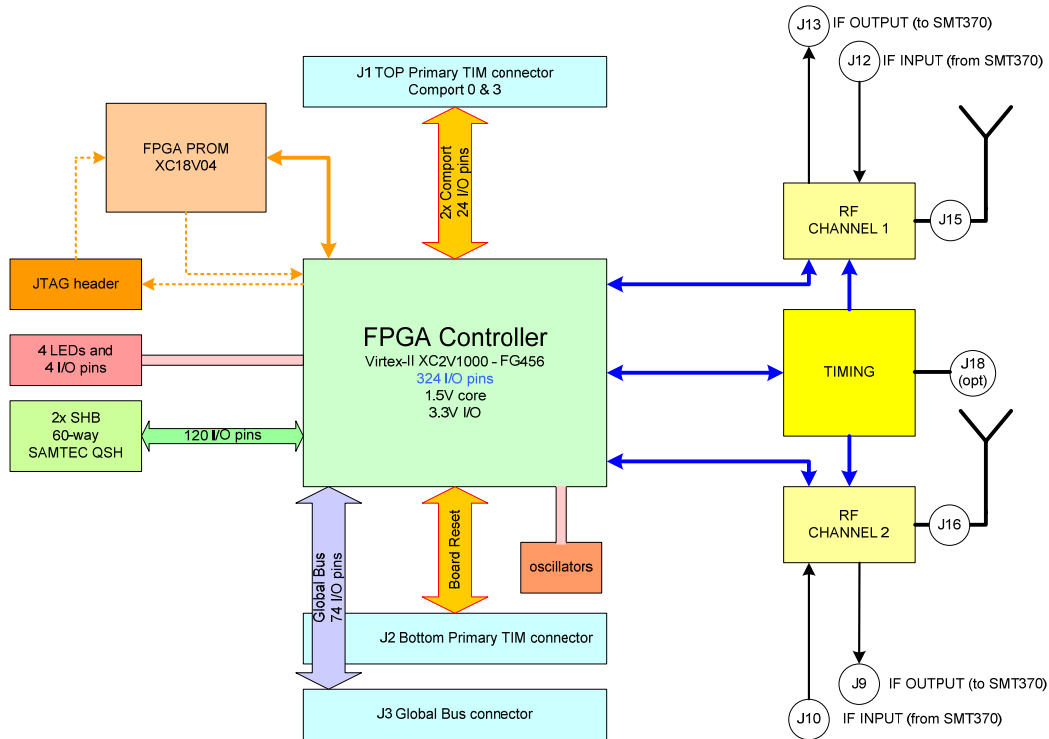 J13
IF OUTPUT (to SMT370)
J12
IF INPUT (from SMT370)
J1 TOP Primary TIM connector
Comport 0 & 3
FPGA PROM
XC18V04
2x Comport
24 I/O pins
RF
CHANNEL 1
J15
JTAG header
FPGA Controller
Virtex-II XC2V1000 - FG456
324 I/O pins
1.5V core
3.3V I/O
4 LEDs and
4 I/O pins
TIMING
J18
(opt)
2x SHB
60-way
SAMTEC QSH
120 I/O pins
RF
CHANNEL 2
J16
Global Bus
74 I/O pins
Board Reset
oscillators
J2 Bottom Primary TIM connector
J3 Global Bus connector
J9
IF OUTPUT (to SMT370)
J10
IF INPUT (from SMT370)